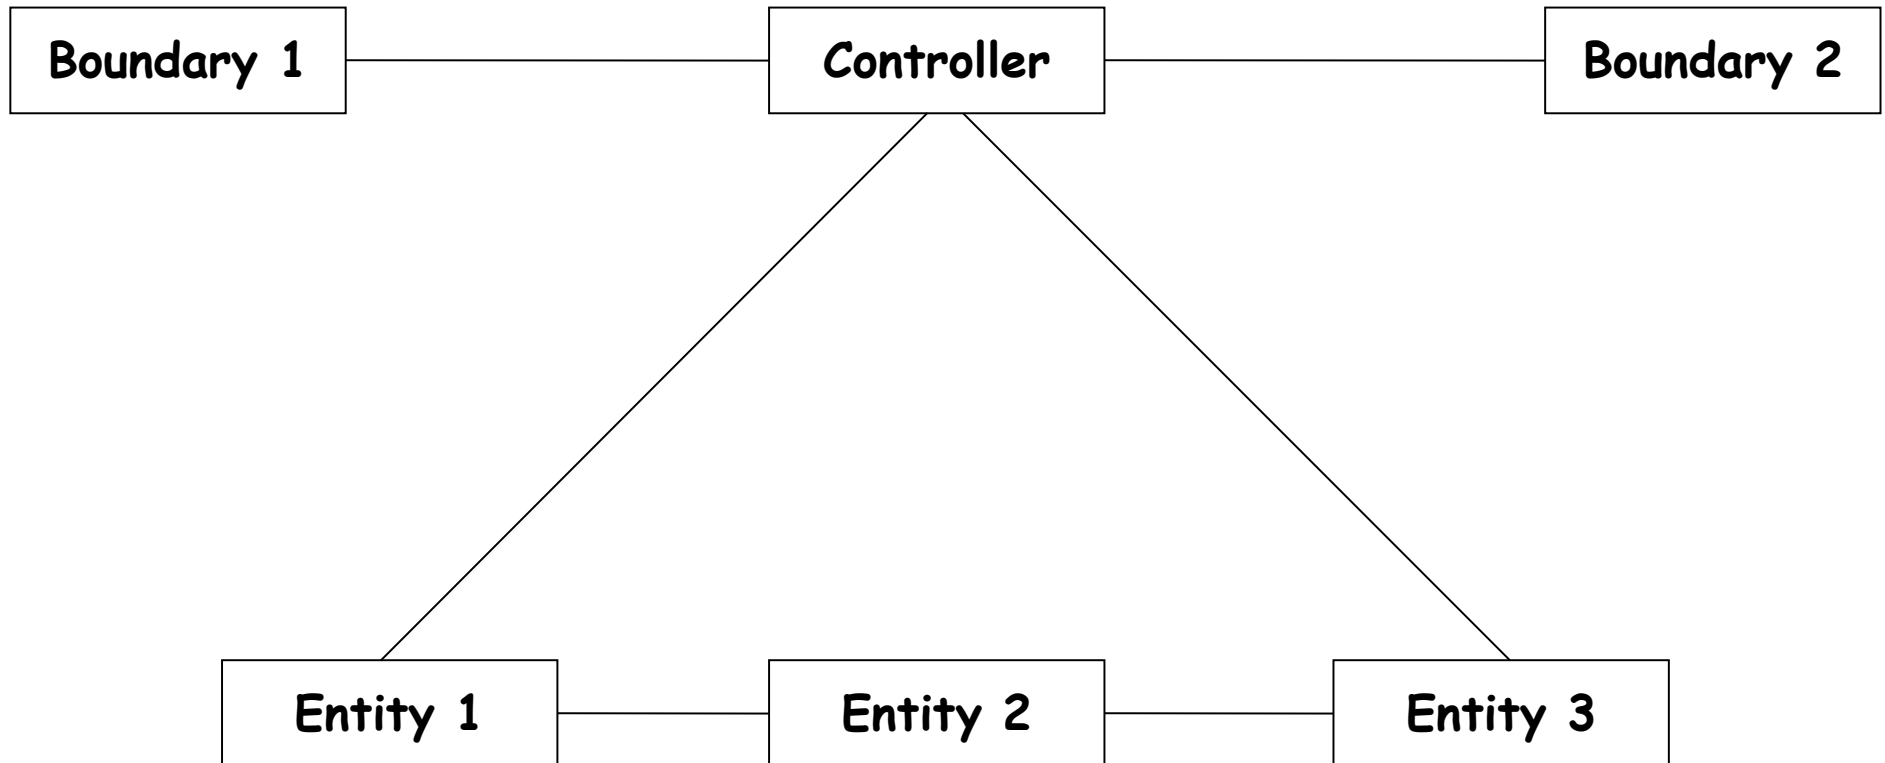 Boundary 1
Controller
Boundary 2
Entity 1
Entity 2
Entity 3